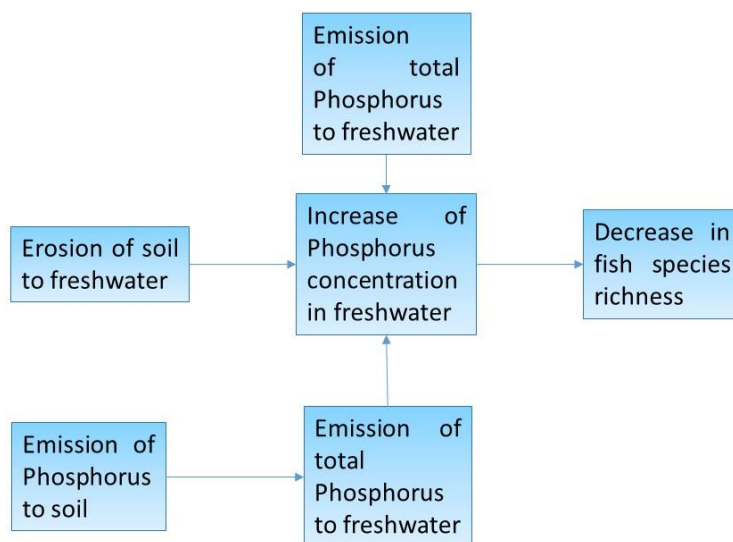 Emission
of total
Phosphorus
to freshwater
Erosion of soil
to freshwater
Increase of
Phosphorus
concentration
in freshwater
Decrease in
fish species
richness
Emission of
Phosphorus
to soil
Emission of
total
Phosphorus
to freshwater